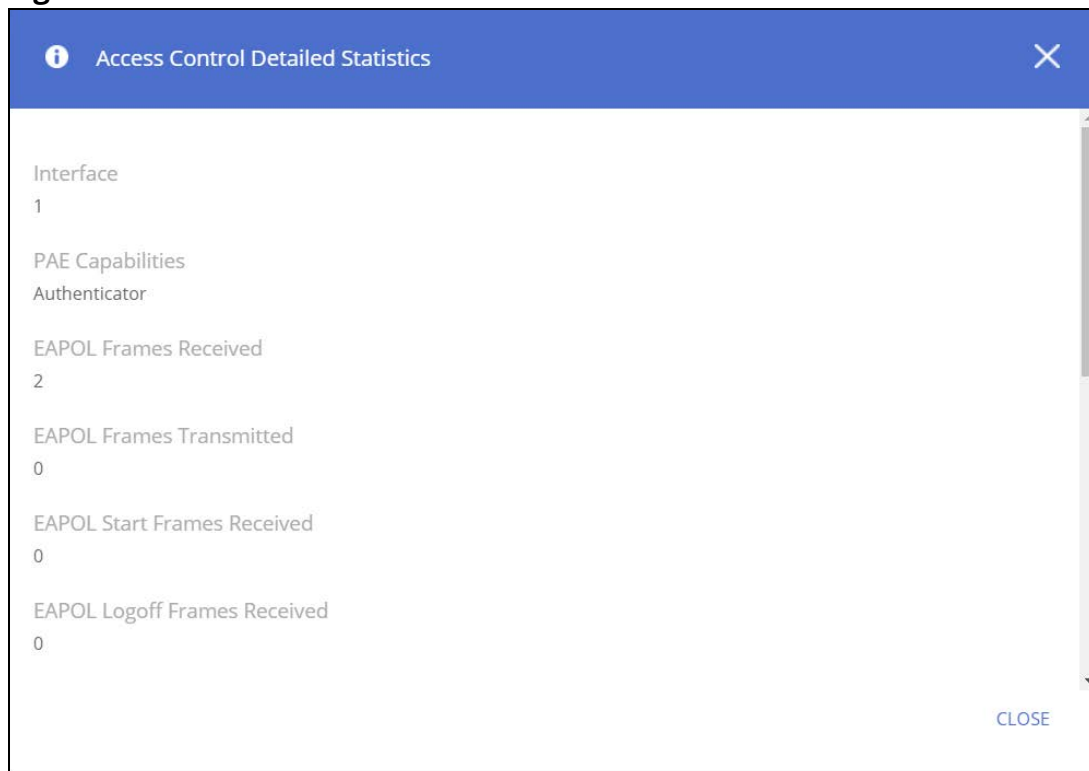 Access Control Detailed Statistics
Interface
1
PAE Capabilities
Authenticator
EAPOL Frames Received
2
EAPOL Frames Transmitted
0
EAPOL Start Frames Received
0
EAPOL Logoff Frames Received
0
CLOSE